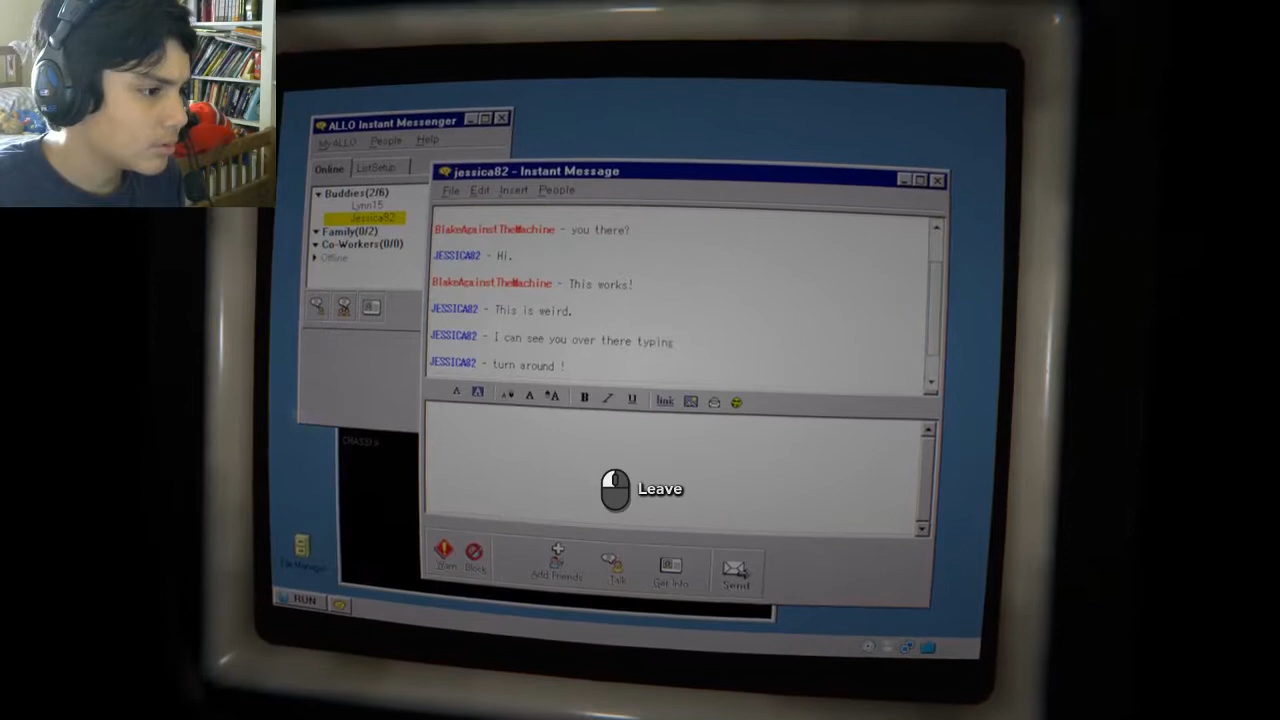 ALLO Instant Messenger
My ALLO People Help
Online ListSetup
Buddies(2/6)
Lynn15
Jessica82
Family(0/2)
Co-Workers(0/0)
Offline
jessica82 - Instant Message
File Edit Insert People
BlakeAgainstTheMachine - you there?
JESSICA82 - Hi.
BlakeAgainstTheMachine - This works!
JESSICA82 - This is weird.
JESSICA82 - I can see you over there typing
JESSICA82 - turn around !
A A A A A B I U link
Leave
Warn Block Add Friends Talk Get Info Send
File Manager
RUN